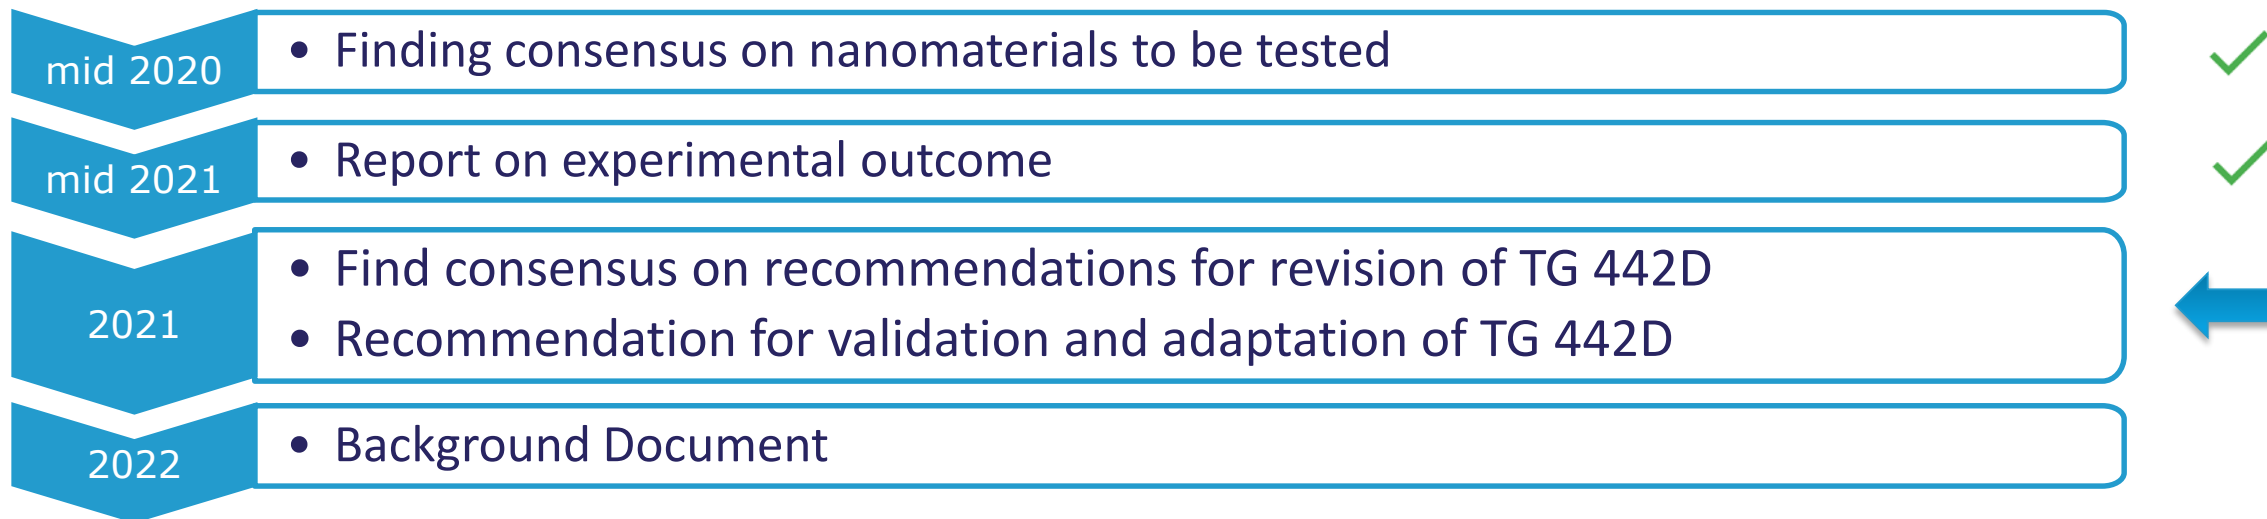 mid 2020
• Finding consensus on nanomaterials to be tested
mid 2021
• Report on experimental outcome
2021
• Find consensus on recommendations for revision of TG 442D
• Recommendation for validation and adaptation of TG 442D
2022
• Background Document